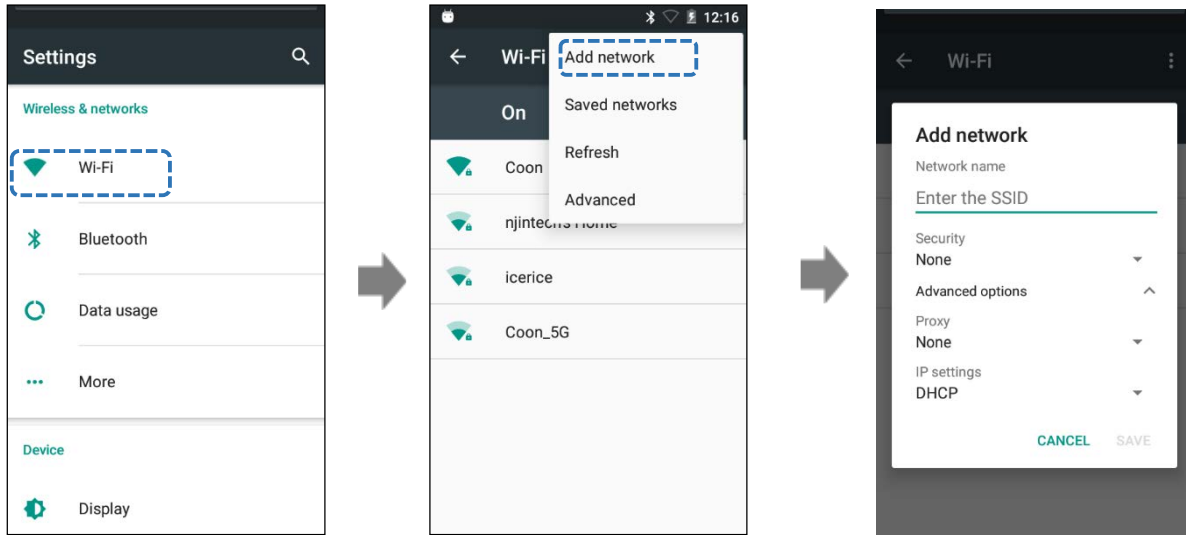 Settings
Wireless & networks
Wi-Fi
Bluetooth
Data usage
More
Device
Display
12:16
Wi-Fi
Add network
On
Saved networks
Refresh
Advanced
Coon
njintech's Home
icerice
Coon_5G
Wi-Fi
Add network
Network name
Enter the SSID
Security
None
Advanced options
Proxy
None
IP settings
DHCP
CANCEL SAVE